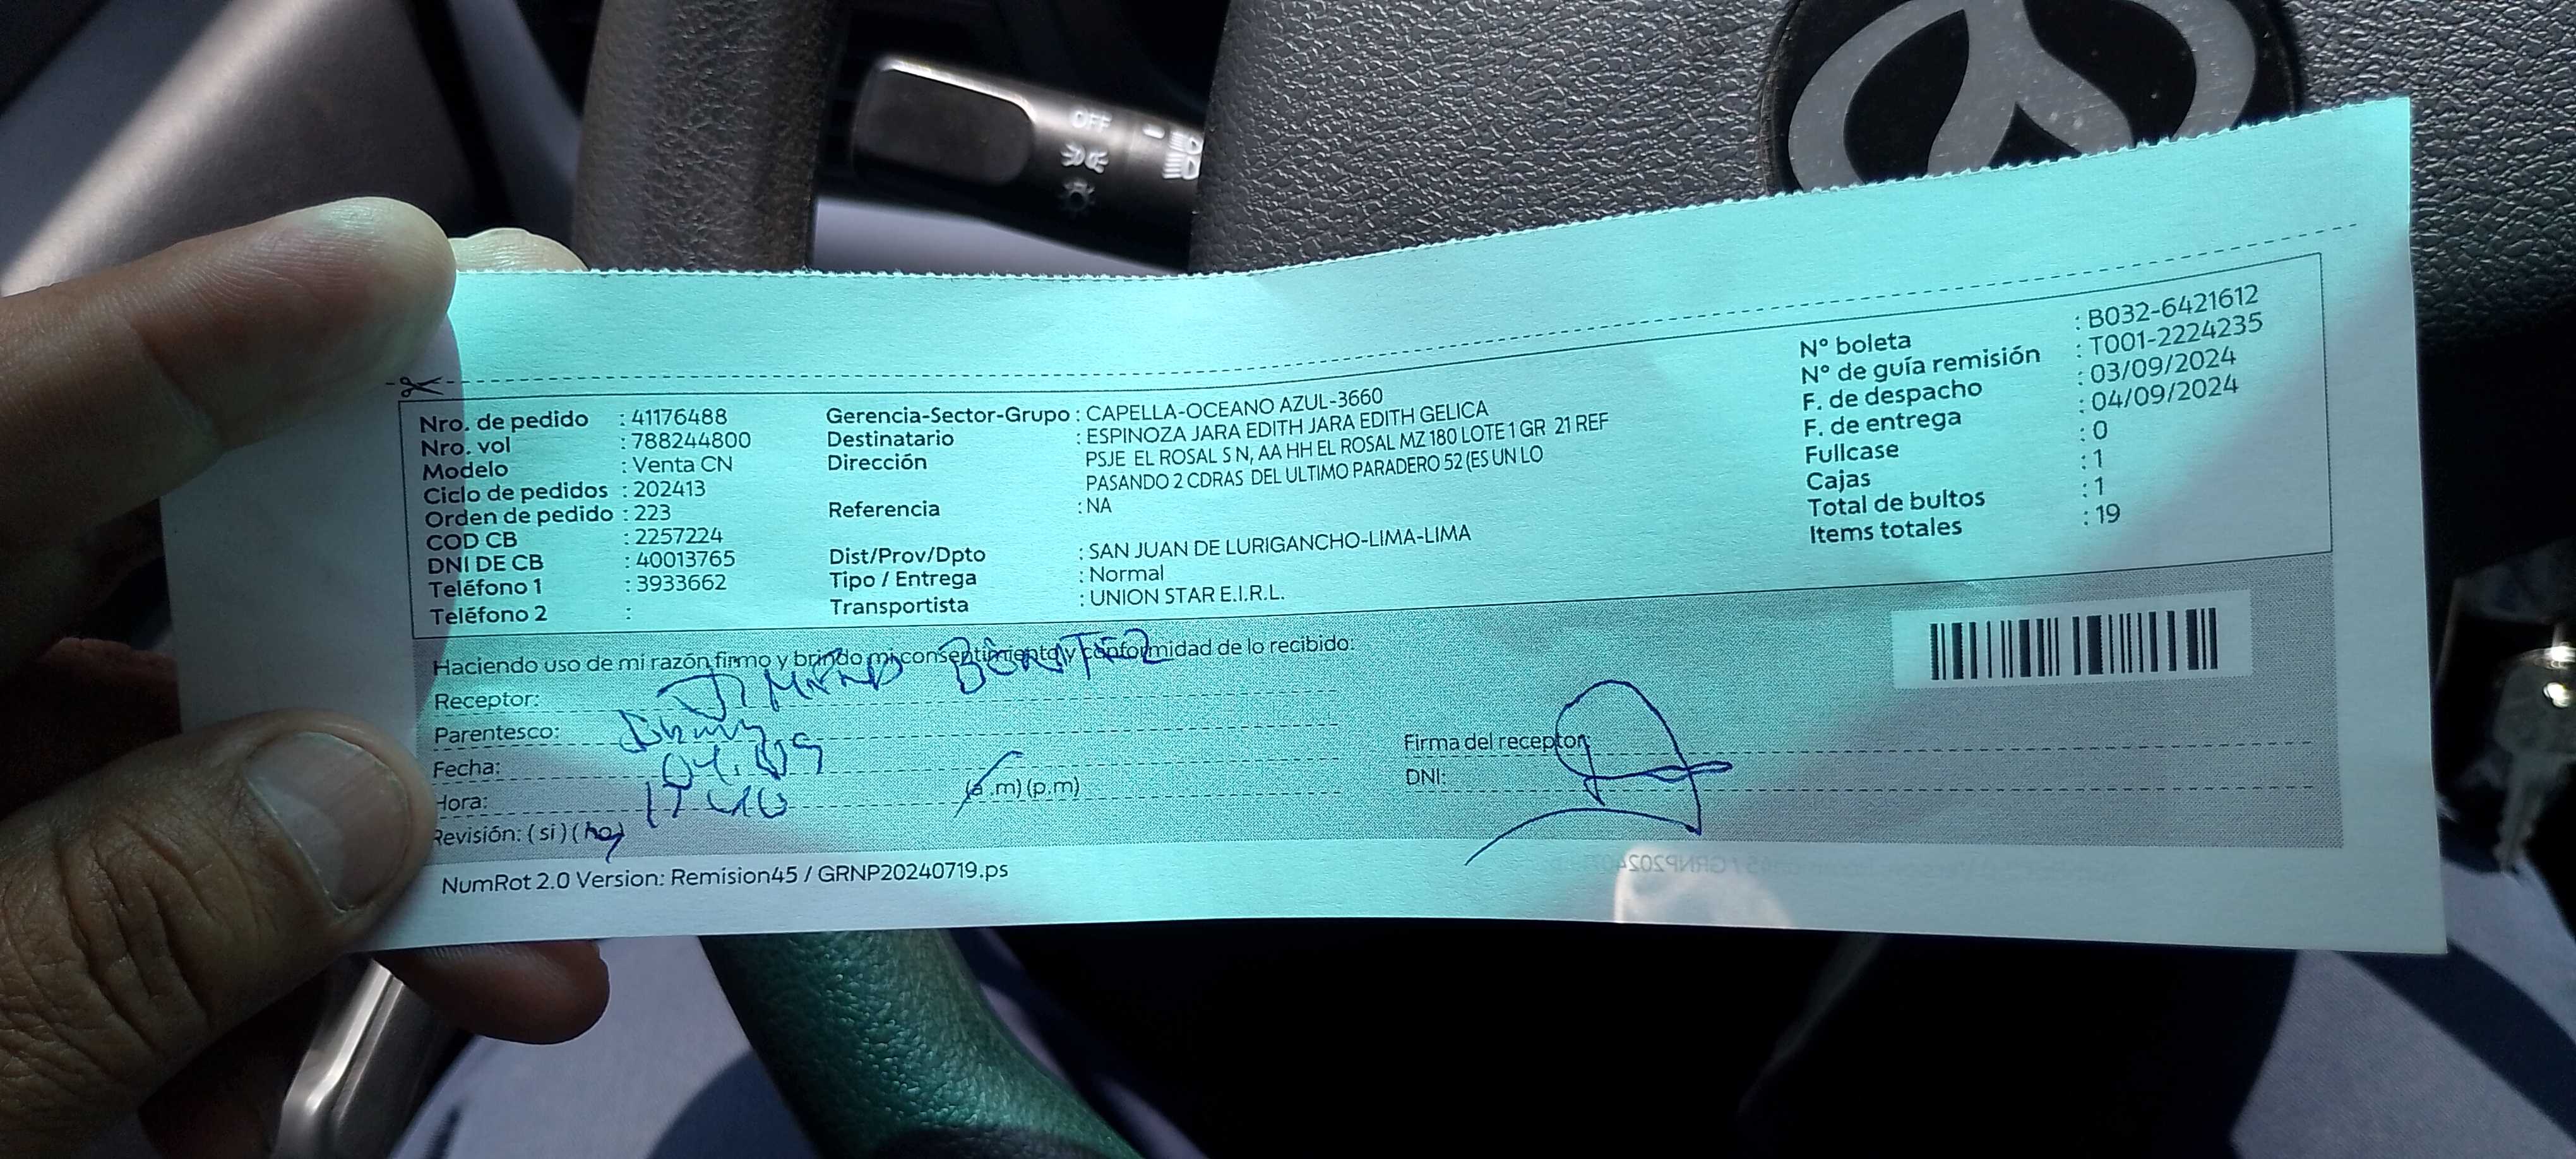 OFF
Nro. de pedido : 41176488
Nro. vol : 788244800
Modelo : Venta CN
Ciclo de pedidos : 202413
Orden de pedido : 223
COD CB : 2257224
DNI DE CB : 40013765
Teléfono 1 : 3933662
Teléfono 2 :
Gerencia-Sector-Grupo : CAPELLA-OCEANO AZUL-3660
Destinatario : ESPINOZA JARA EDITH JARA EDITH GELICA
Dirección PSJE EL ROSAL S N, AA HH EL ROSAL MZ 180 LOTE 1 GR 21 REF
PASANDO 2 CDRAS DEL ULTIMO PARADERO 52 (ES UN LO
Referencia : NA
Dist/Prov/Dpto : SAN JUAN DE LURIGANCHO-LIMA-LIMA
Tipo / Entrega : Normal
Transportista : UNION STAR E.I.R.L.
N° boleta : B032-6421612
N° de guía remisión : T001-2224235
F. de despacho : 03/09/2024
F. de entrega : 04/09/2024
Fullcase : 0
Cajas : 1
Total de bultos : 1
Items totales : 19
Haciendo uso de mi razón firmo y brindo mi consentimiento y conformidad de lo recibido:
Receptor:
Parentesco:
Fecha: 04.09
Hora: (a.m) (p.m)
Revisión: (si) (no)
Firma del receptor:
DNI:
NumRot 2.0 Version: Remision45 / GRNP20240719.ps